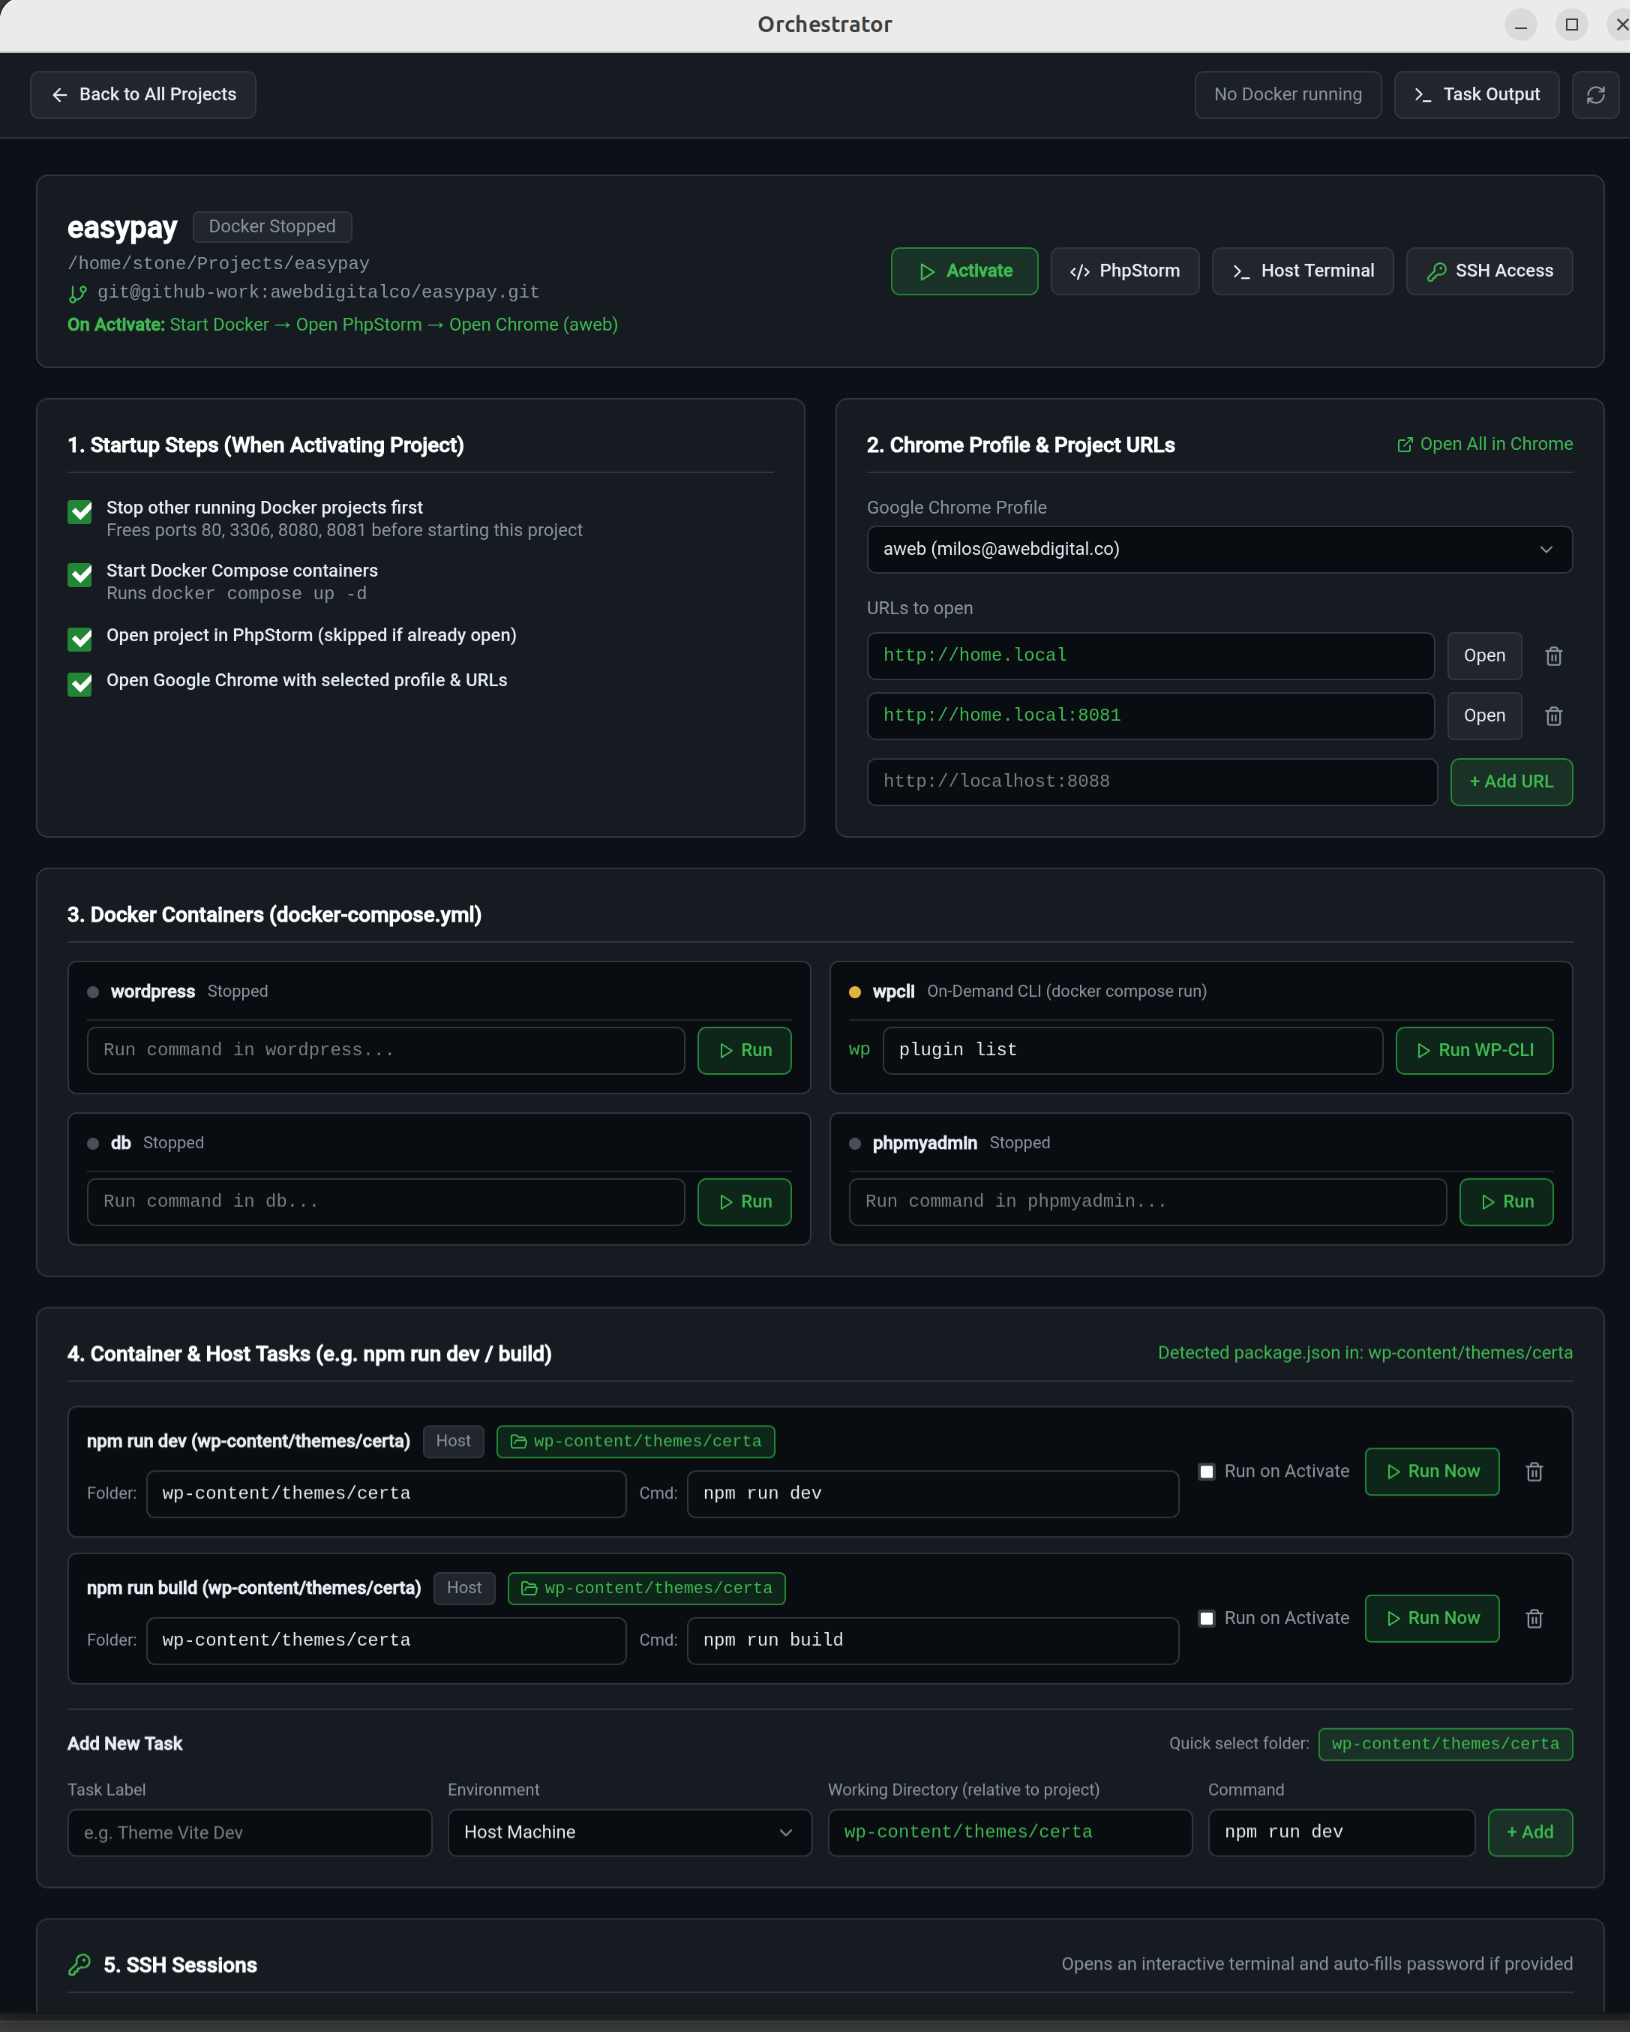 Orchestrator
Back to All Projects
No Docker running
Task Output
easypay
Docker Stopped
/home/stone/Projects/easypay
git@github-work:awebdigitalco/easypay.git
On Activate: Start Docker → Open PhpStorm → Open Chrome (aweb)
Activate
PhpStorm
Host Terminal
SSH Access
1. Startup Steps (When Activating Project)
Stop other running Docker projects first
Frees ports 80, 3306, 8080, 8081 before starting this project
Start Docker Compose containers
Runs docker compose up -d
Open project in PhpStorm (skipped if already open)
Open Google Chrome with selected profile & URLs
2. Chrome Profile & Project URLs
Open All in Chrome
Google Chrome Profile
aweb (milos@awebdigital.co)
URLs to open
http://home.local
Open
http://home.local:8081
Open
http://localhost:8088
+ Add URL
3. Docker Containers (docker-compose.yml)
wordpress Stopped
Run command in wordpress...
Run
wpcli On-Demand CLI (docker compose run)
wp
plugin list
Run WP-CLI
db Stopped
Run command in db...
Run
phpmyadmin Stopped
Run command in phpmyadmin...
Run
4. Container & Host Tasks (e.g. npm run dev / build)
Detected package.json in: wp-content/themes/certa
npm run dev (wp-content/themes/certa)
Host
wp-content/themes/certa
Folder:
wp-content/themes/certa
Cmd:
npm run dev
Run on Activate
Run Now
npm run build (wp-content/themes/certa)
Host
wp-content/themes/certa
Folder:
wp-content/themes/certa
Cmd:
npm run build
Run on Activate
Run Now
Add New Task
Quick select folder:
wp-content/themes/certa
Task Label
e.g. Theme Vite Dev
Environment
Host Machine
Working Directory (relative to project)
wp-content/themes/certa
Command
npm run dev
+ Add
5. SSH Sessions
Opens an interactive terminal and auto-fills password if provided